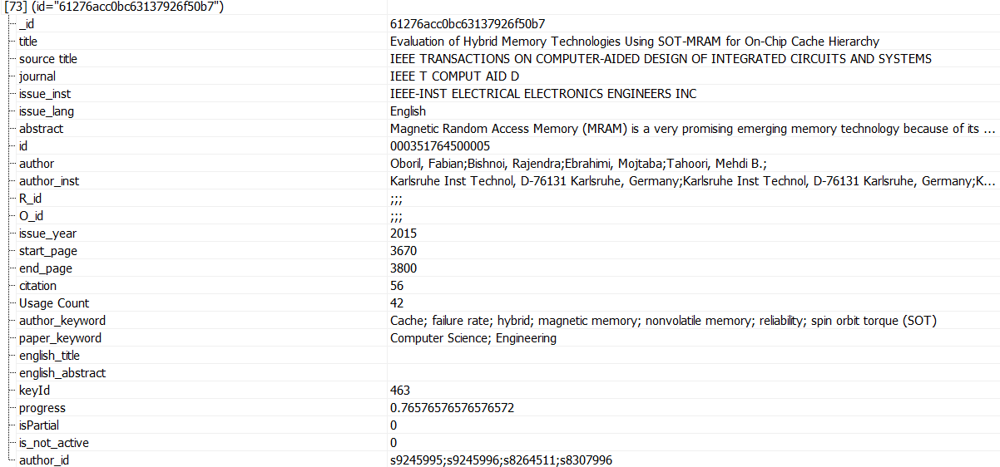 [73] (id="61276acc0bc63137926f50b7")
_id 61276acc0bc63137926f50b7
title Evaluation of Hybrid Memory Technologies Using SOT-MRAM for On-Chip Cache Hierarchy
source title IEEE TRANSACTIONS ON COMPUTER-AIDED DESIGN OF INTEGRATED CIRCUITS AND SYSTEMS
journal IEEE T COMPUT AID D
issue_inst IEEE-INST ELECTRICAL ELECTRONICS ENGINEERS INC
issue_lang English
abstract Magnetic Random Access Memory (MRAM) is a very promising emerging memory technology because of its ...
id 000351764500005
author Oboril, Fabian;Bishnoi, Rajendra;Ebrahimi, Mojtaba;Tahoori, Mehdi B.;
author_inst Karlsruhe Inst Technol, D-76131 Karlsruhe, Germany;Karlsruhe Inst Technol, D-76131 Karlsruhe, Germany;K...
R_id ;;;
O_id ;;;
issue_year 2015
start_page 3670
end_page 3800
citation 56
Usage Count 42
author_keyword Cache; failure rate; hybrid; magnetic memory; nonvolatile memory; reliability; spin orbit torque (SOT)
paper_keyword Computer Science; Engineering
english_title
english_abstract
keyId 463
progress 0.76576576576576572
isPartial 0
is_not_active 0
author_id s9245995;s9245996;s8264511;s8307996